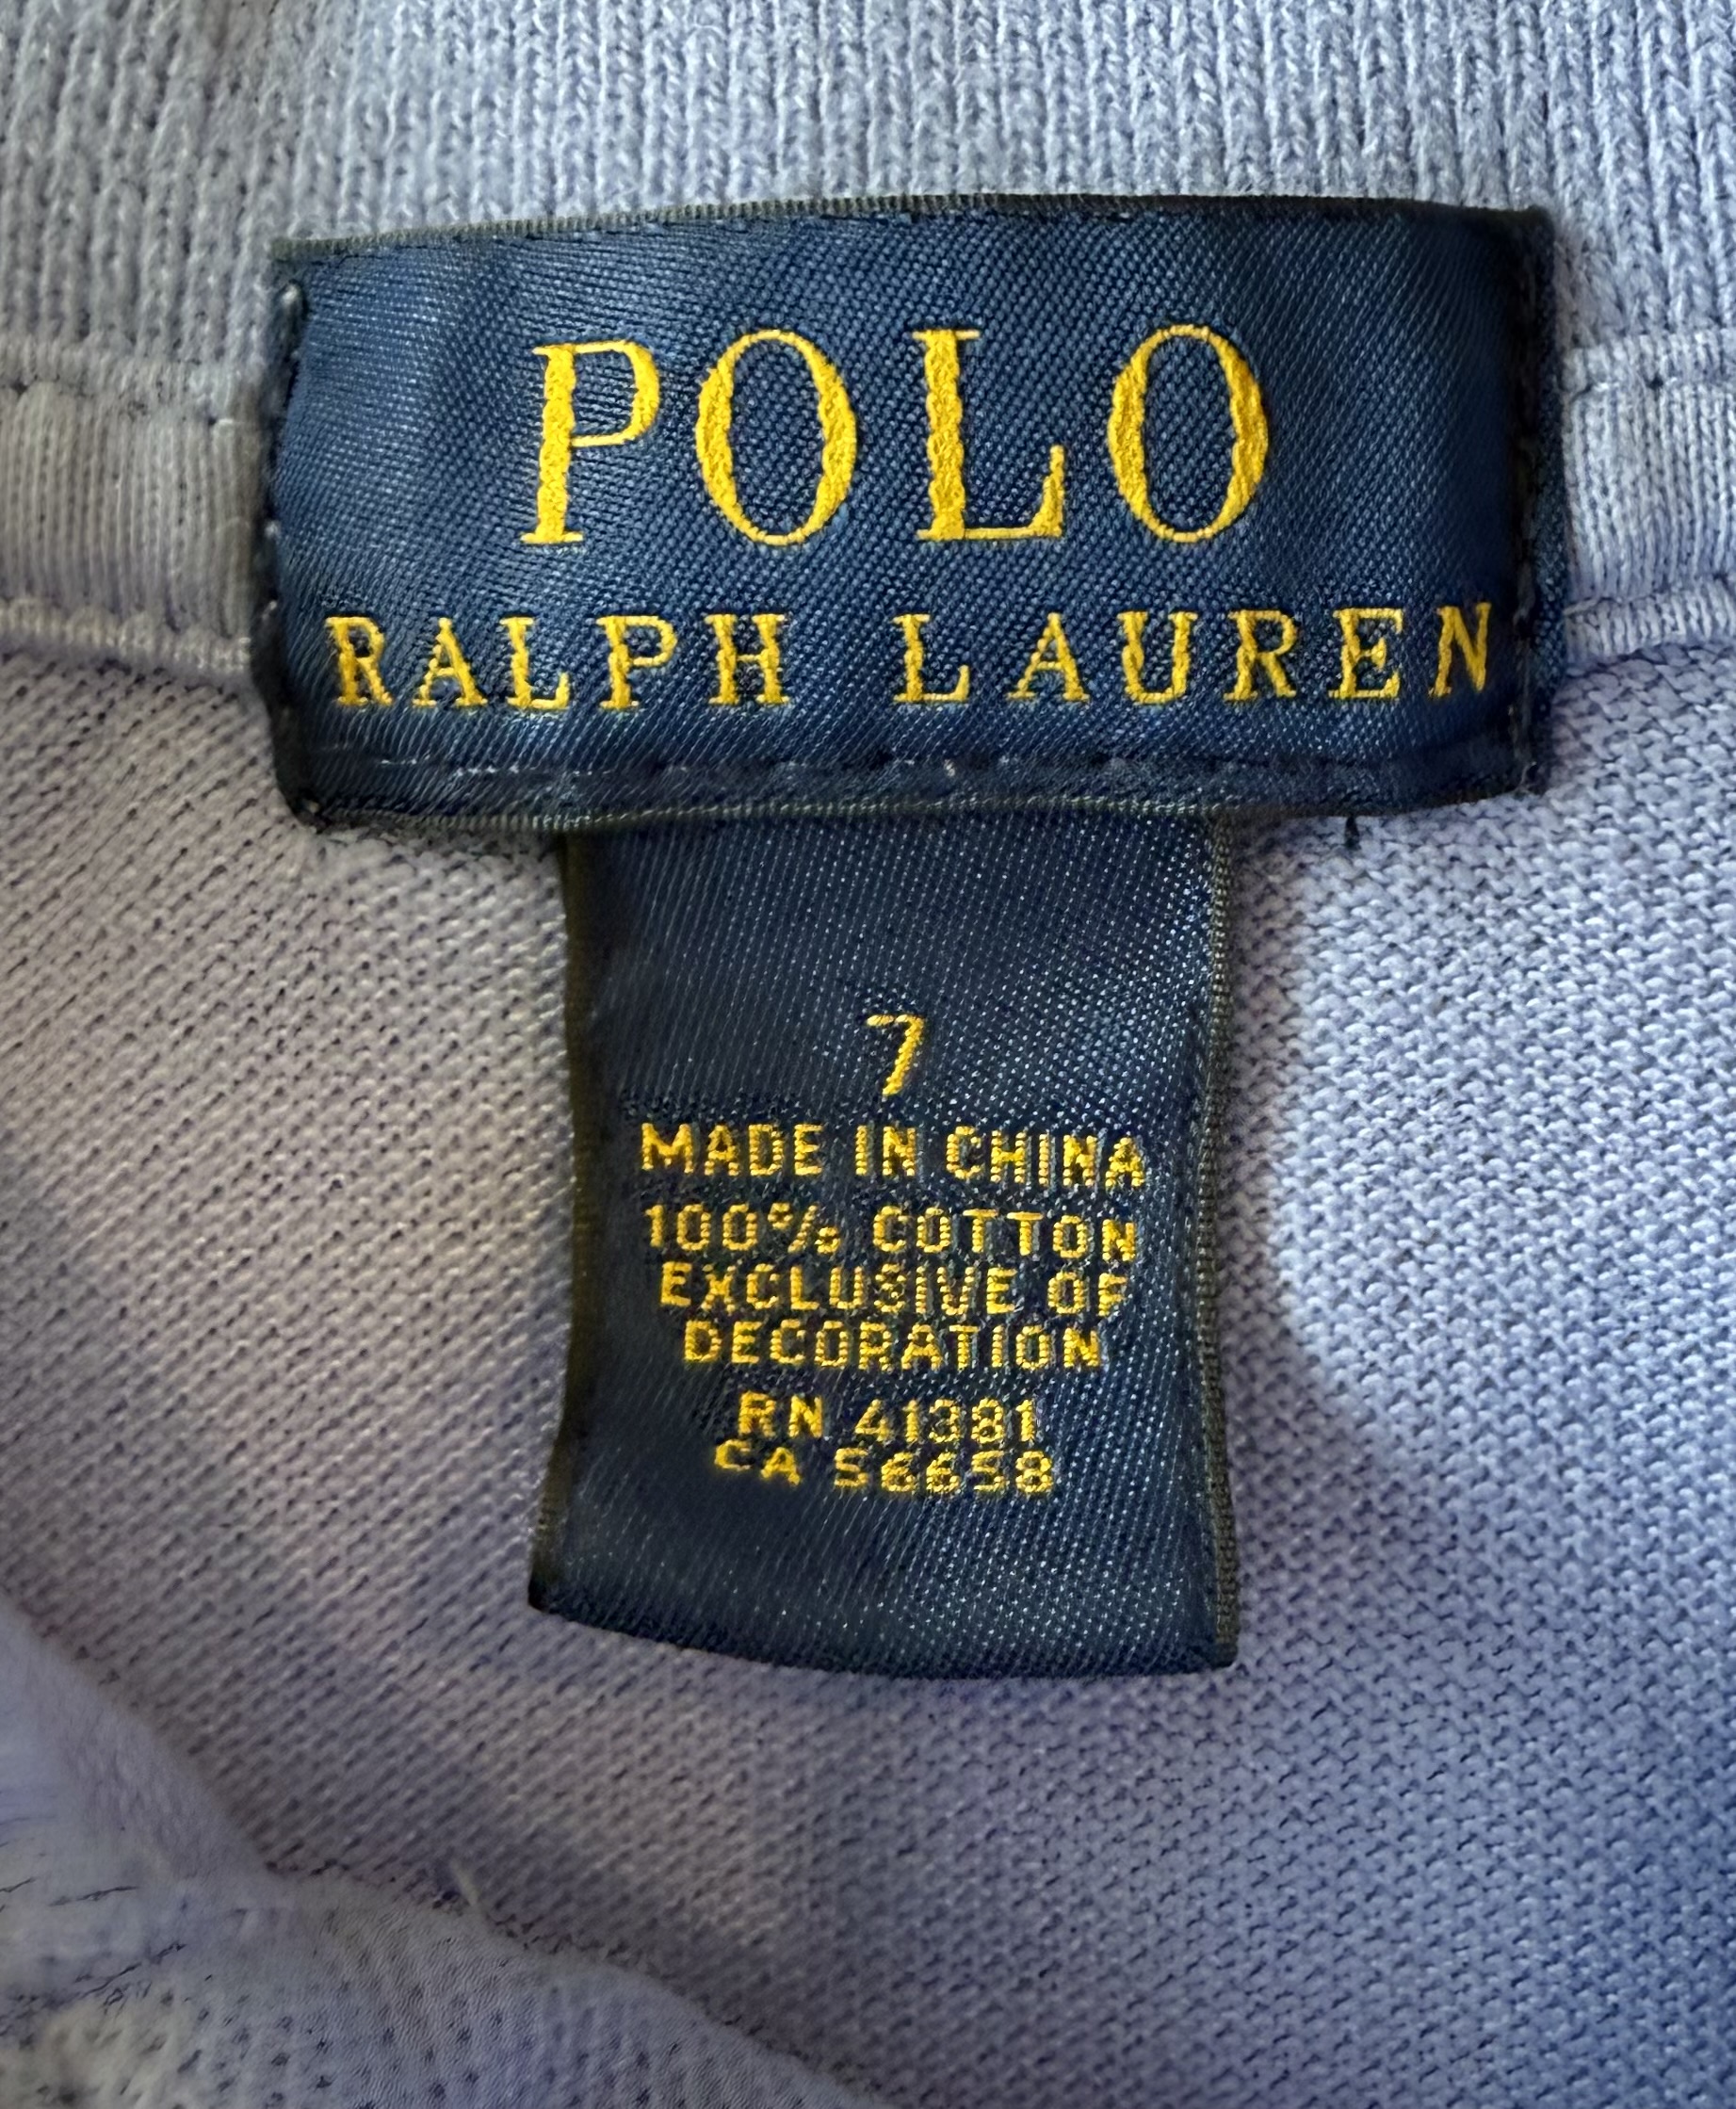 POLO
RALPH LAUREN
7
MADE IN CHINA
100% COTTON
EXCLUSIVE OF
DECORATION
RN 41381
CA 56658